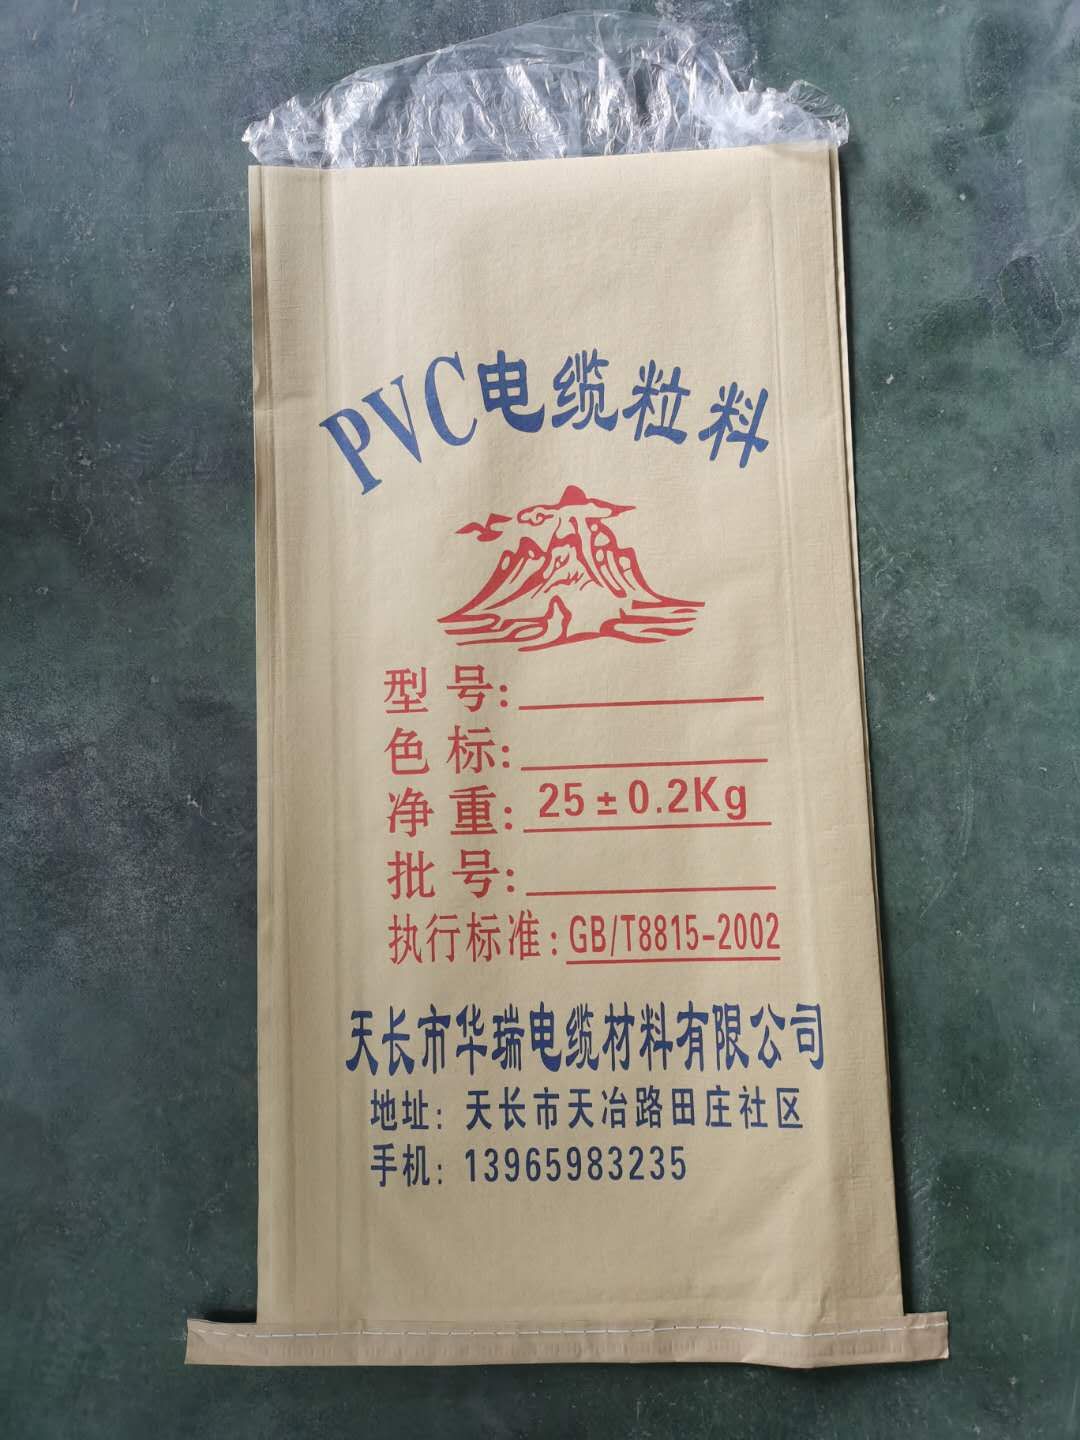 PVC电缆粒料
型号:
色标:
净重: 25±0.2Kg
批号:
执行标准: GB/T8815-2002
天长市华瑞电缆材料有限公司
地址: 天长市天冶路田庄社区
手机: 13965983235